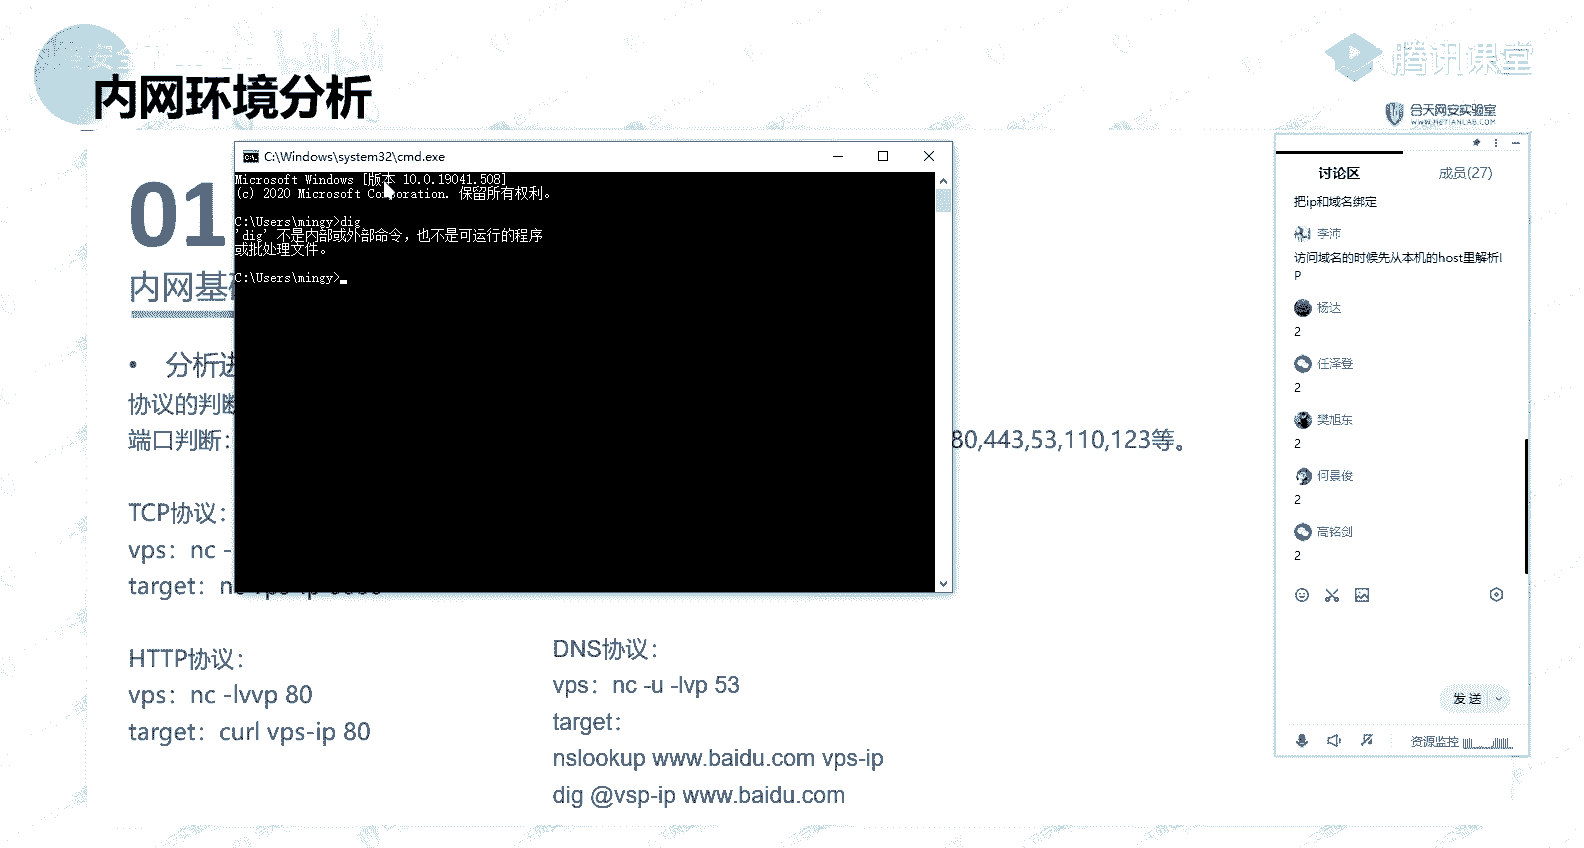 内网环境分析
腾讯课堂
合天网安实验室
WWW.HETIANLAB.COM
01
内网基础
• 分析进
协议的判断
端口判断：
80,443,53,110,123等。
TCP协议：
vps：nc -
target：nc vps-ip
HTTP协议：
vps：nc -lvvp 80
target：curl vps-ip 80
DNS协议：
vps：nc -u -lvp 53
target：
nslookup www.baidu.com vps-ip
dig @vsp-ip www.baidu.com
C:\Windows\system32\cmd.exe
Microsoft Windows [版本 10.0.19041.508]
(c) 2020 Microsoft Corporation. 保留所有权利。
C:\Users\mingy>dig
'dig' 不是内部或外部命令，也不是可运行的程序
或批处理文件。
C:\Users\mingy>
讨论区
成员(27)
把ip和域名绑定
李沛
访问域名的时候先从本机的host里解析I
P
杨达
2
任泽登
2
樊旭东
2
何景俊
2
高铭剑
2
发送
资源监控